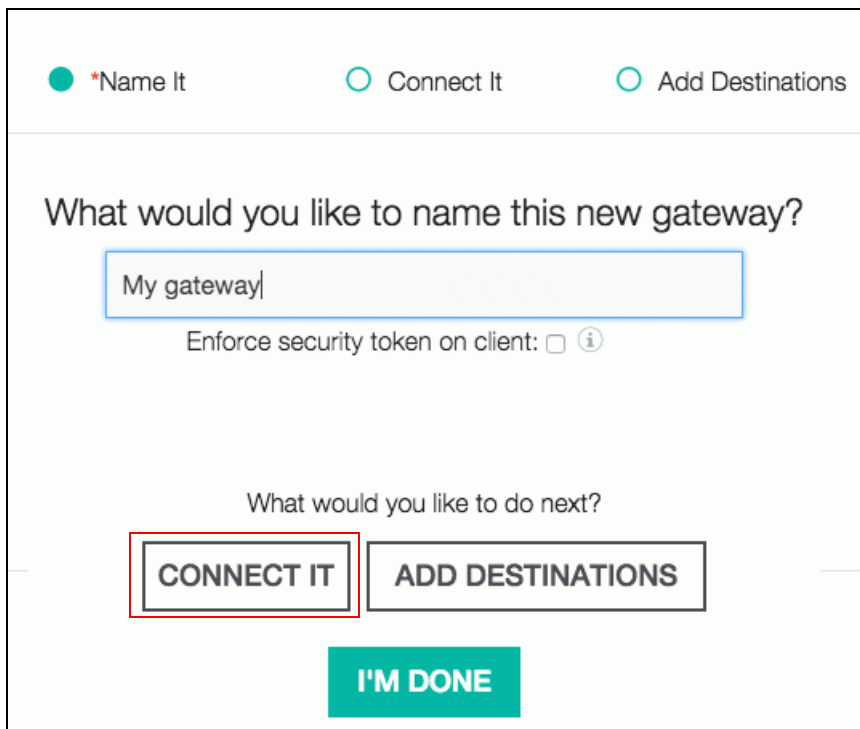 *Name It Connect It Add Destinations
What would you like to name this new gateway?
My gateway
Enforce security token on client: i
What would you like to do next?
CONNECT IT ADD DESTINATIONS
I'M DONE